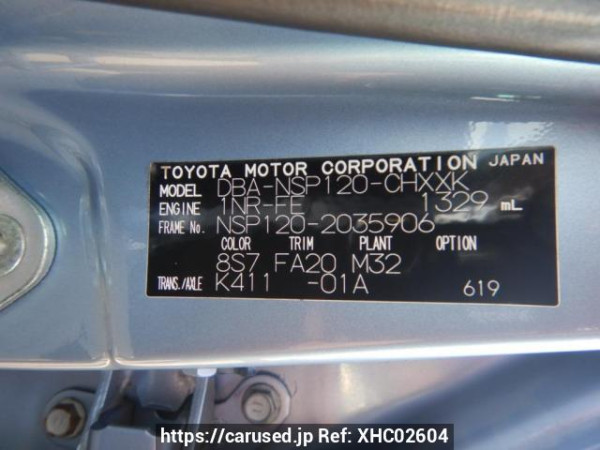 TOYOTA MOTOR CORPORATION JAPAN
MODEL DBA-NSP120-CHXXK
ENGINE 1NR-FE 1329 mL
FRAME No. NSP120-2035906
COLOR TRIM PLANT OPTION
8S7 FA20 M32
TRANS./AXLE K411 -01A 619
https://carused.jp Ref: XHC02604